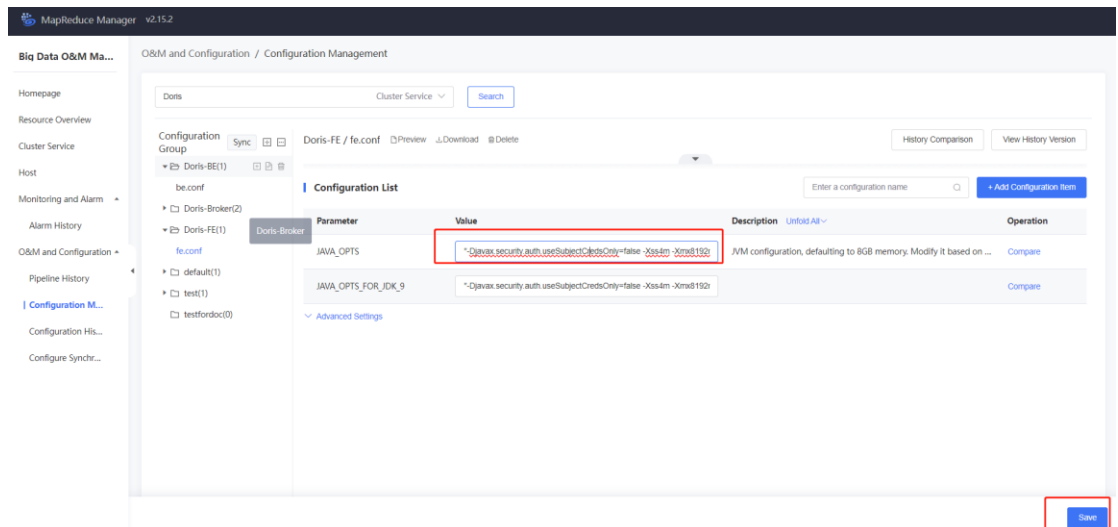 MapReduce Manager v2.15.2
Big Data O&M Ma...
O&M and Configuration / Configuration Management
Homepage
Resource Overview
Cluster Service
Host
Monitoring and Alarm
Alarm History
O&M and Configuration
Pipeline History
Configuration M...
Configuration His...
Configure Synchr...
Doris
Cluster Service
Search
Configuration Group
Sync
Doris-BE(1)
be.conf
Doris-Broker(2)
Doris-FE(1)
Doris-Broker
fe.conf
default(1)
test(1)
testfordoc(0)
Doris-FE / fe.conf Preview Download Delete
History Comparison
View History Version
Configuration List
Enter a configuration name
+ Add Configuration Item
Parameter Value Description Unfold All Operation
JAVA_OPTS "-Djavax.security.auth.useSubjectCredsOnly=false -Xss4m -Xmx8192 JVM configuration, defaulting to 8GB memory. Modify it based on ... Compare
JAVA_OPTS_FOR_JDK_9 "-Djavax.security.auth.useSubjectCredsOnly=false -Xss4m -Xmx8192 Compare
Advanced Settings
Save